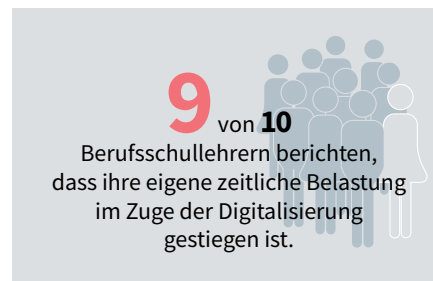 9 von 10
Berufsschullehrern berichten,
dass ihre eigene zeitliche Belastung
im Zuge der Digitalisierung
gestiegen ist.